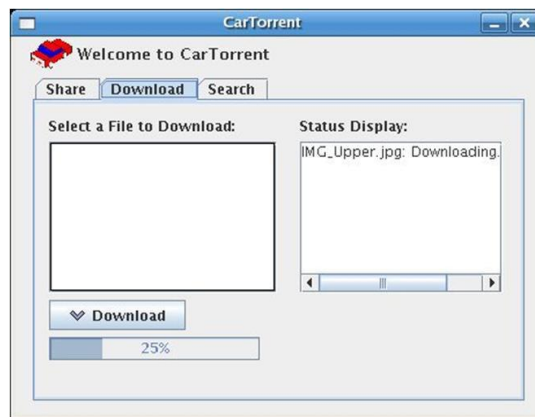 CarTorrent
Welcome to CarTorrent
Share Download Search
Select a File to Download:
Status Display:
IMG_Upper.jpg: Downloading.
Download
25%